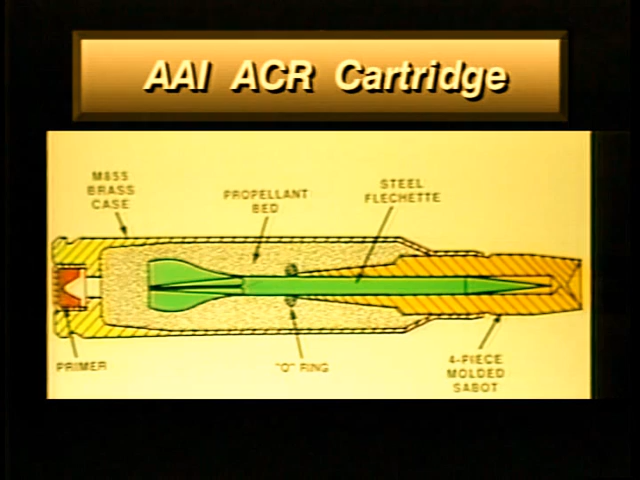 AAI ACR Cartridge
M855
BRASS
CASE
PROPELLANT
BED
STEEL
FLECHETTE
PRIMER
"O" RING
4-PIECE
MOLDED
SABOT